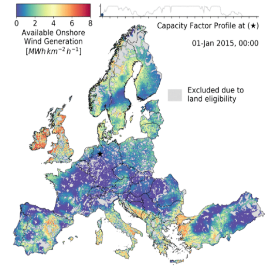 0 2 4 6 8
Available Onshore
Wind Generation
[MWh km⁻² h⁻¹]
Capacity Factor Profile at (★)
01-Jan 2015, 00:00
Excluded due to
land eligibility